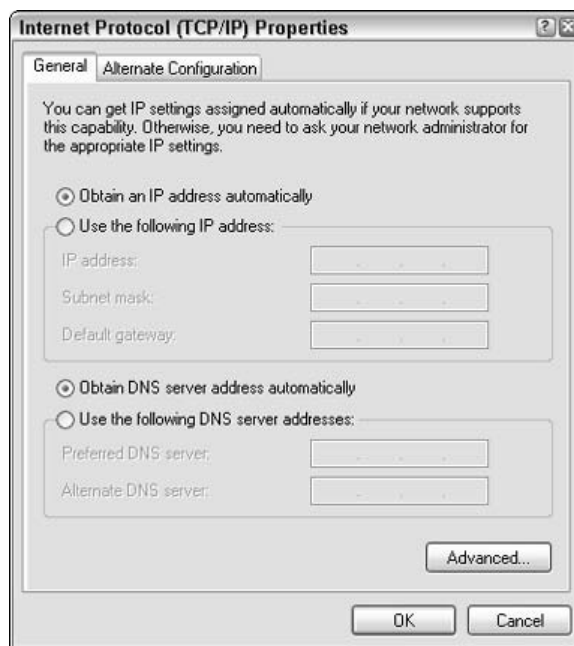 Internet Protocol (TCP/IP) Properties
General
Alternate Configuration
You can get IP settings assigned automatically if your network supports
this capability. Otherwise, you need to ask your network administrator for
the appropriate IP settings.
Obtain an IP address automatically
Use the following IP address:
IP address:
Subnet mask:
Default gateway:
Obtain DNS server address automatically
Use the following DNS server addresses:
Preferred DNS server:
Alternate DNS server:
Advanced...
OK
Cancel